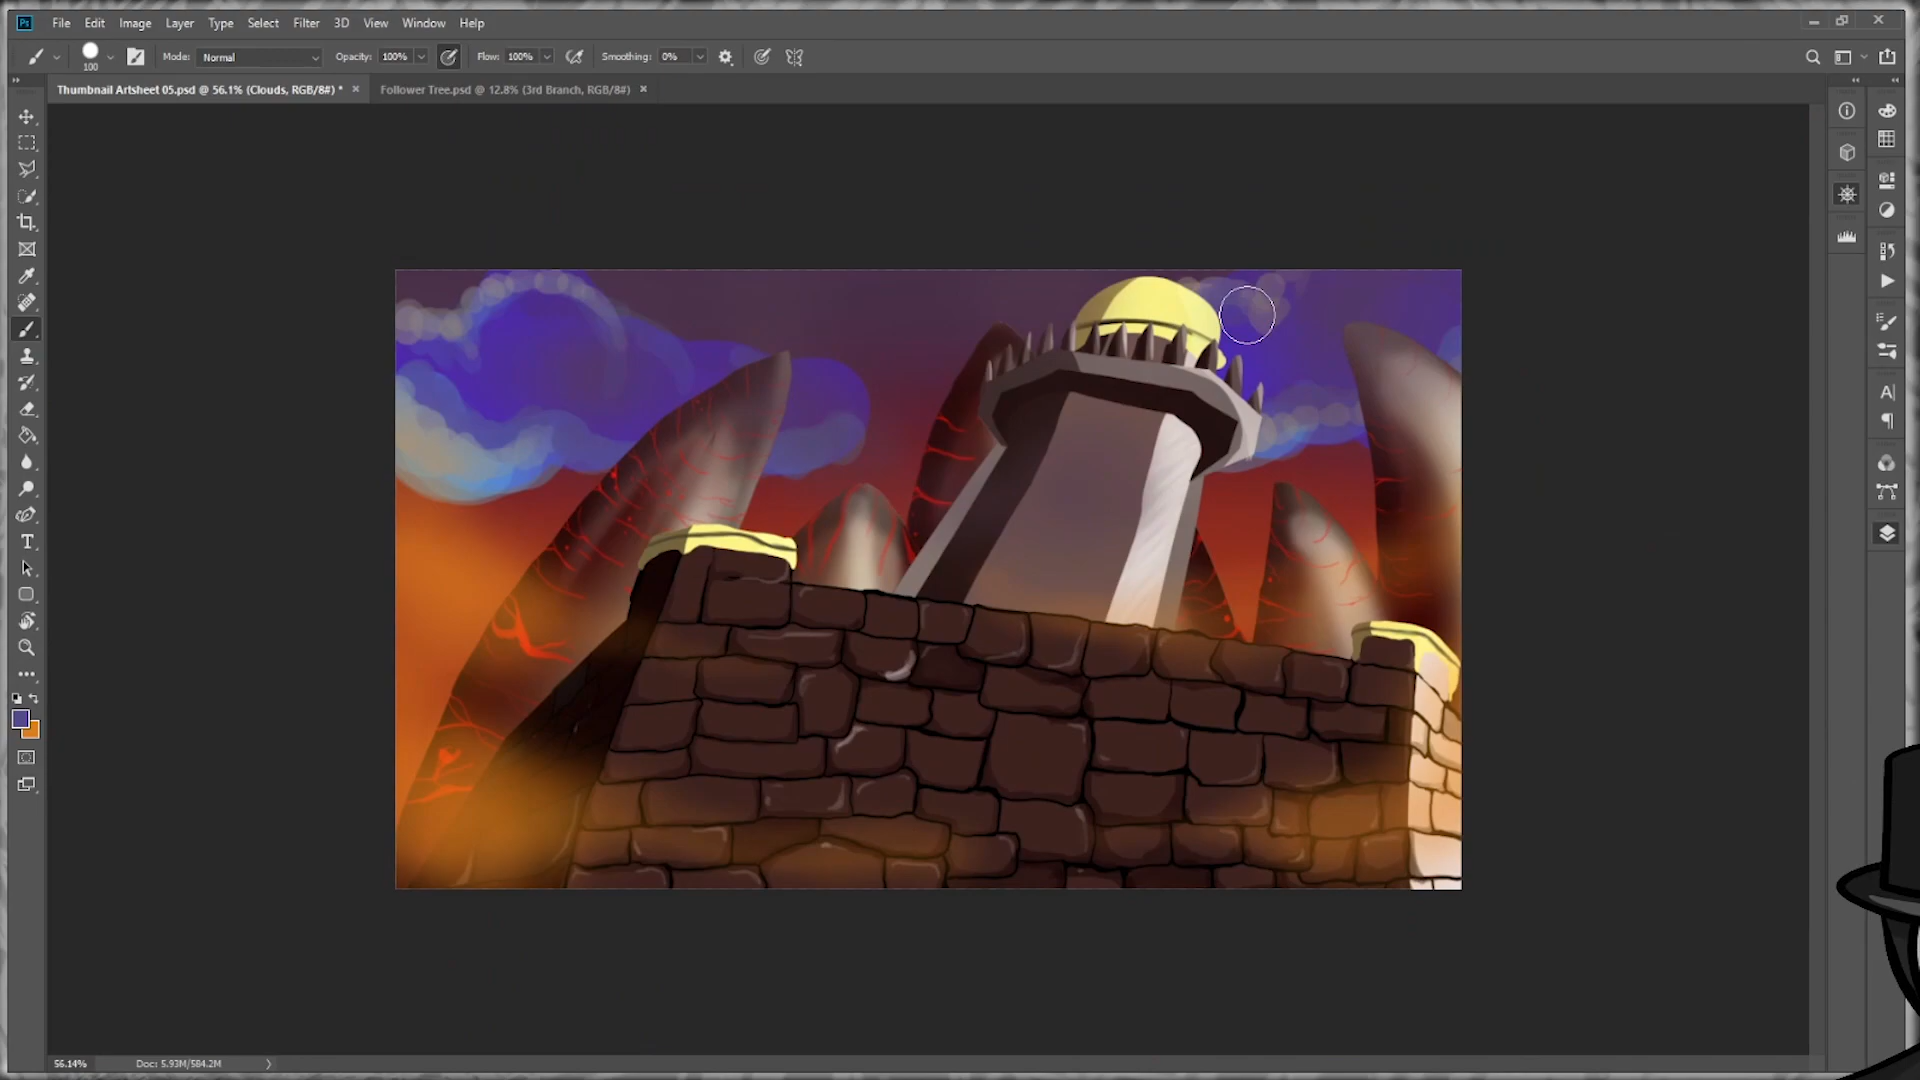 Ps File Edit Image Layer Type Select Filter 3D View Window Help
100 Mode: Normal Opacity: 100% Flow: 100% Smoothing: 0%
Thumbnail Artsheet 05.psd @ 56.1% (Clouds, RGB/8#) * Follower Tree.psd @ 12.8% (3rd Branch, RGB/8#)
56.14% Doc: 5.93M/584.2M